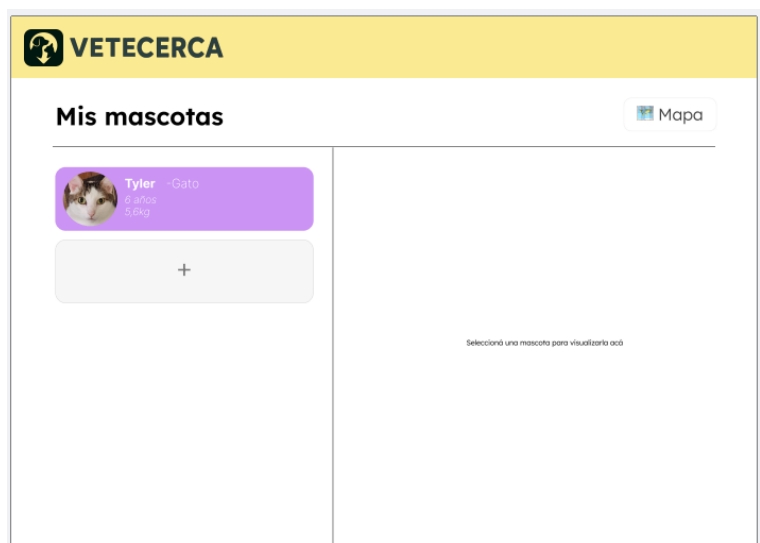 VETECERCA
Mis mascotas
Mapa
Tyler -Gato
6 años
5,6kg
+
Seleccioná una mascota para visualizarla acá